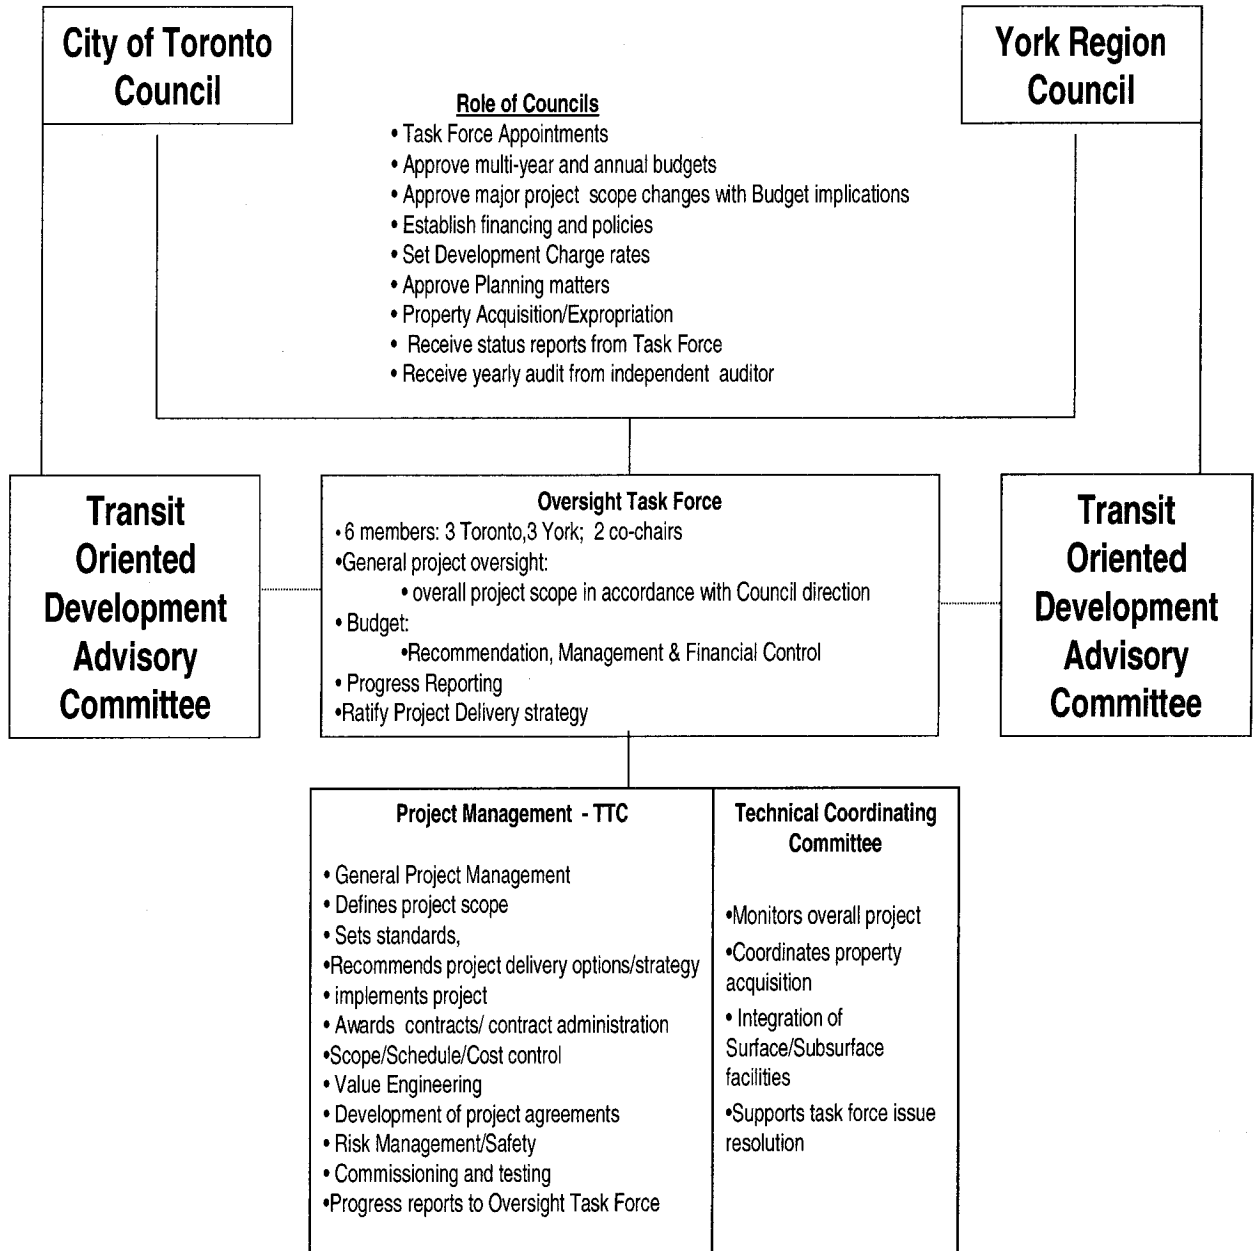 City of Toronto
Council
York Region
Council
Role of Councils
• Task Force Appointments
• Approve multi-year and annual budgets
• Approve major project scope changes with Budget implications
• Establish financing and policies
• Set Development Charge rates
• Approve Planning matters
• Property Acquisition/Expropriation
• Receive status reports from Task Force
• Receive yearly audit from independent auditor
Transit
Oriented
Development
Advisory
Committee
Oversight Task Force
• 6 members: 3 Toronto,3 York; 2 co-chairs
•General project oversight:
• overall project scope in accordance with Council direction
• Budget:
•Recommendation, Management & Financial Control
• Progress Reporting
•Ratify Project Delivery strategy
Transit
Oriented
Development
Advisory
Committee
Project Management - TTC
• General Project Management
• Defines project scope
• Sets standards,
•Recommends project delivery options/strategy
• implements project
• Awards contracts/ contract administration
•Scope/Schedule/Cost control
• Value Engineering
• Development of project agreements
• Risk Management/Safety
• Commissioning and testing
•Progress reports to Oversight Task Force
Technical Coordinating
Committee
•Monitors overall project
•Coordinates property
acquisition
• Integration of
Surface/Subsurface
facilities
•Supports task force issue
resolution